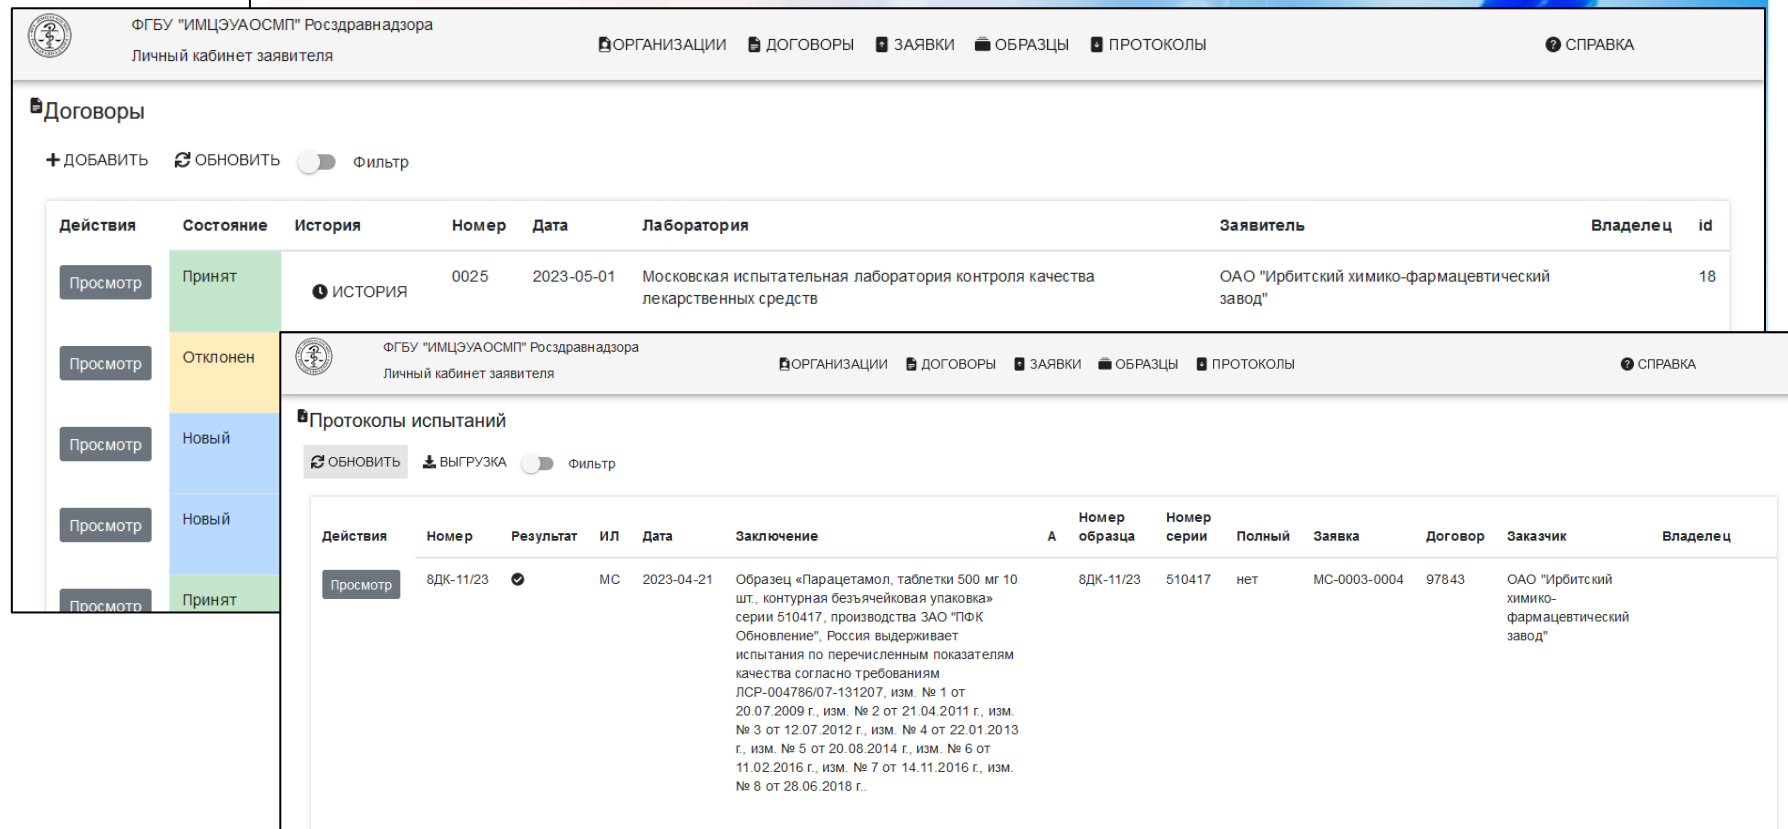 ФГБУ "ИМЦЭУАОСМП" Росздравнадзора
Личный кабинет заявителя
ОРГАНИЗАЦИИ ДОГОВОРЫ ЗАЯВКИ ОБРАЗЦЫ ПРОТОКОЛЫ СПРАВКА
Договоры
ДОБАВИТЬ ОБНОВИТЬ Фильтр
Действия Состояние История Номер Дата Лаборатория Заявитель Владелец id
Просмотр Принят ИСТОРИЯ 0025 2023-05-01 Московская испытательная лаборатория контроля качества ОАО "Ирбитский химико-фармацевтический 18
лекарственных средств завод"
Просмотр Отклонен
Просмотр Новый
Просмотр Новый
Просмотр Принят
ФГБУ "ИМЦЭУАОСМП" Росздравнадзора
Личный кабинет заявителя
ОРГАНИЗАЦИИ ДОГОВОРЫ ЗАЯВКИ ОБРАЗЦЫ ПРОТОКОЛЫ СПРАВКА
Протоколы испытаний
ОБНОВИТЬ ВЫГРУЗКА Фильтр
Номер Номер
Действия Номер Результат ИЛ Дата Заключение А образца серии Полный Заявка Договор Заказчик Владелец
Просмотр 8ДК-11/23 МС 2023-04-21 Образец «Парацетамол, таблетки 500 мг 10 8ДК-11/23 510417 нет МС-0003-0004 97843 ОАО "Ирбитский
шт., контурная безъячейковая упаковка» химико-
серии 510417, производства ЗАО "ПФК фармацевтический
Обновление", Россия выдерживает завод"
испытания по перечисленным показателям
качества согласно требованиям
ЛСР-004786/07-131207, изм. № 1 от
20.07.2009 г., изм. № 2 от 21.04.2011 г., изм.
№ 3 от 12.07.2012 г., изм. № 4 от 22.01.2013
г., изм. № 5 от 20.08.2014 г., изм. № 6 от
11.02.2016 г., изм. № 7 от 14.11.2016 г., изм.
№ 8 от 28.06.2018 г..